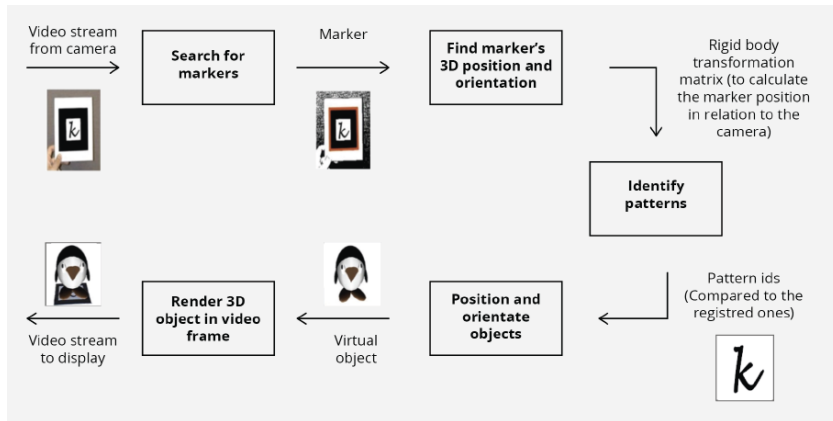 Video stream
from camera
Search for
markers
Marker
Find marker's
3D position and
orientation
Rigid body
transformation
matrix (to calculate
the marker position
in relation to the
camera)
k
k
Identify
patterns
Pattern ids
(Compared to the
registred ones)
k
Position and
orientate
objects
Virtual
object
Render 3D
object in video
frame
Video stream
to display